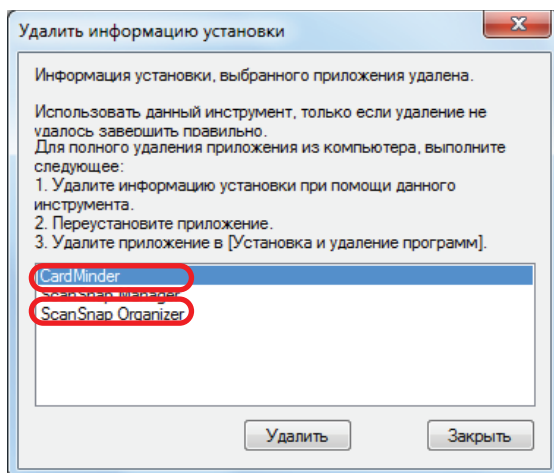 Удалить информацию установки
Информация установки, выбранного приложения удалена.
Использовать данный инструмент, только если удаление не
удалось завершить правильно.
Для полного удаления приложения из компьютера, выполните
следующее:
1. Удалите информацию установки при помощи данного
инструмента.
2. Переустановите приложение.
3. Удалите приложение в [Установка и удаление программ].
CardMinder
ScanSnap Manager
ScanSnap Organizer
Удалить
Закрыть